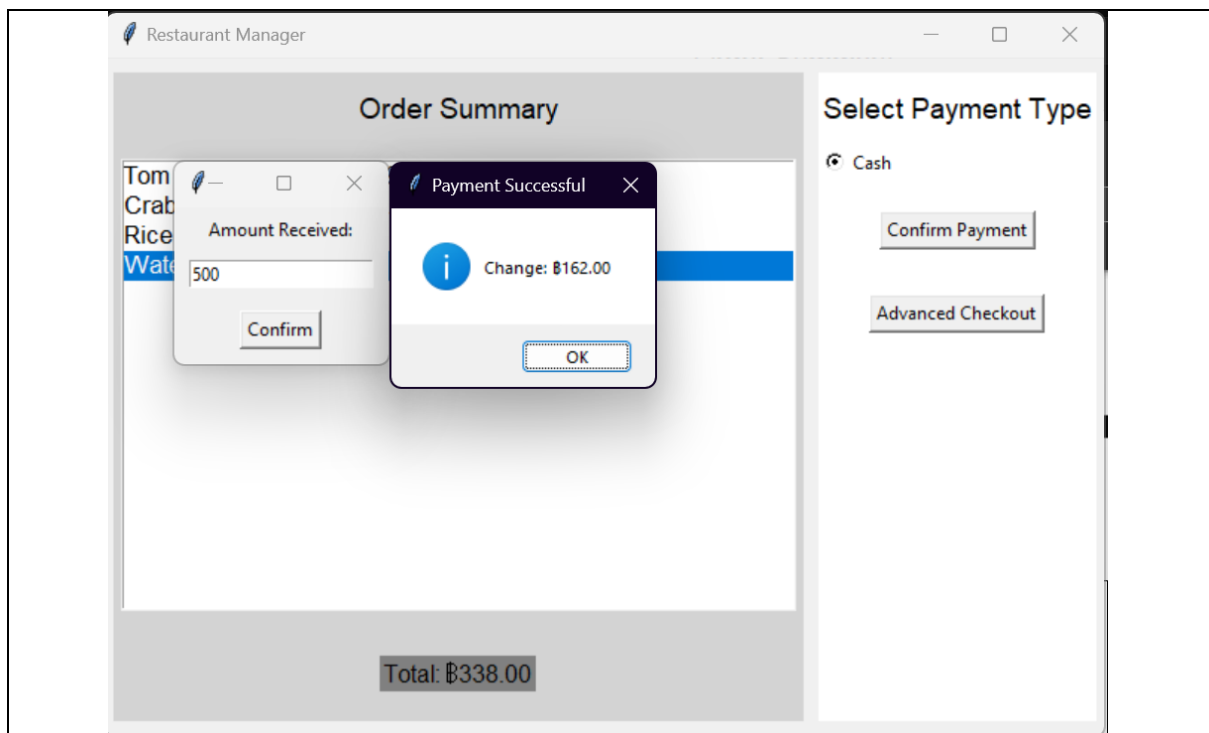 Restaurant Manager
Order Summary
Select Payment Type
Tom
Crab
Rice
Amount Received:
500
Confirm
Payment Successful
Change: ฿162.00
OK
Cash
Confirm Payment
Advanced Checkout
Total: ฿338.00